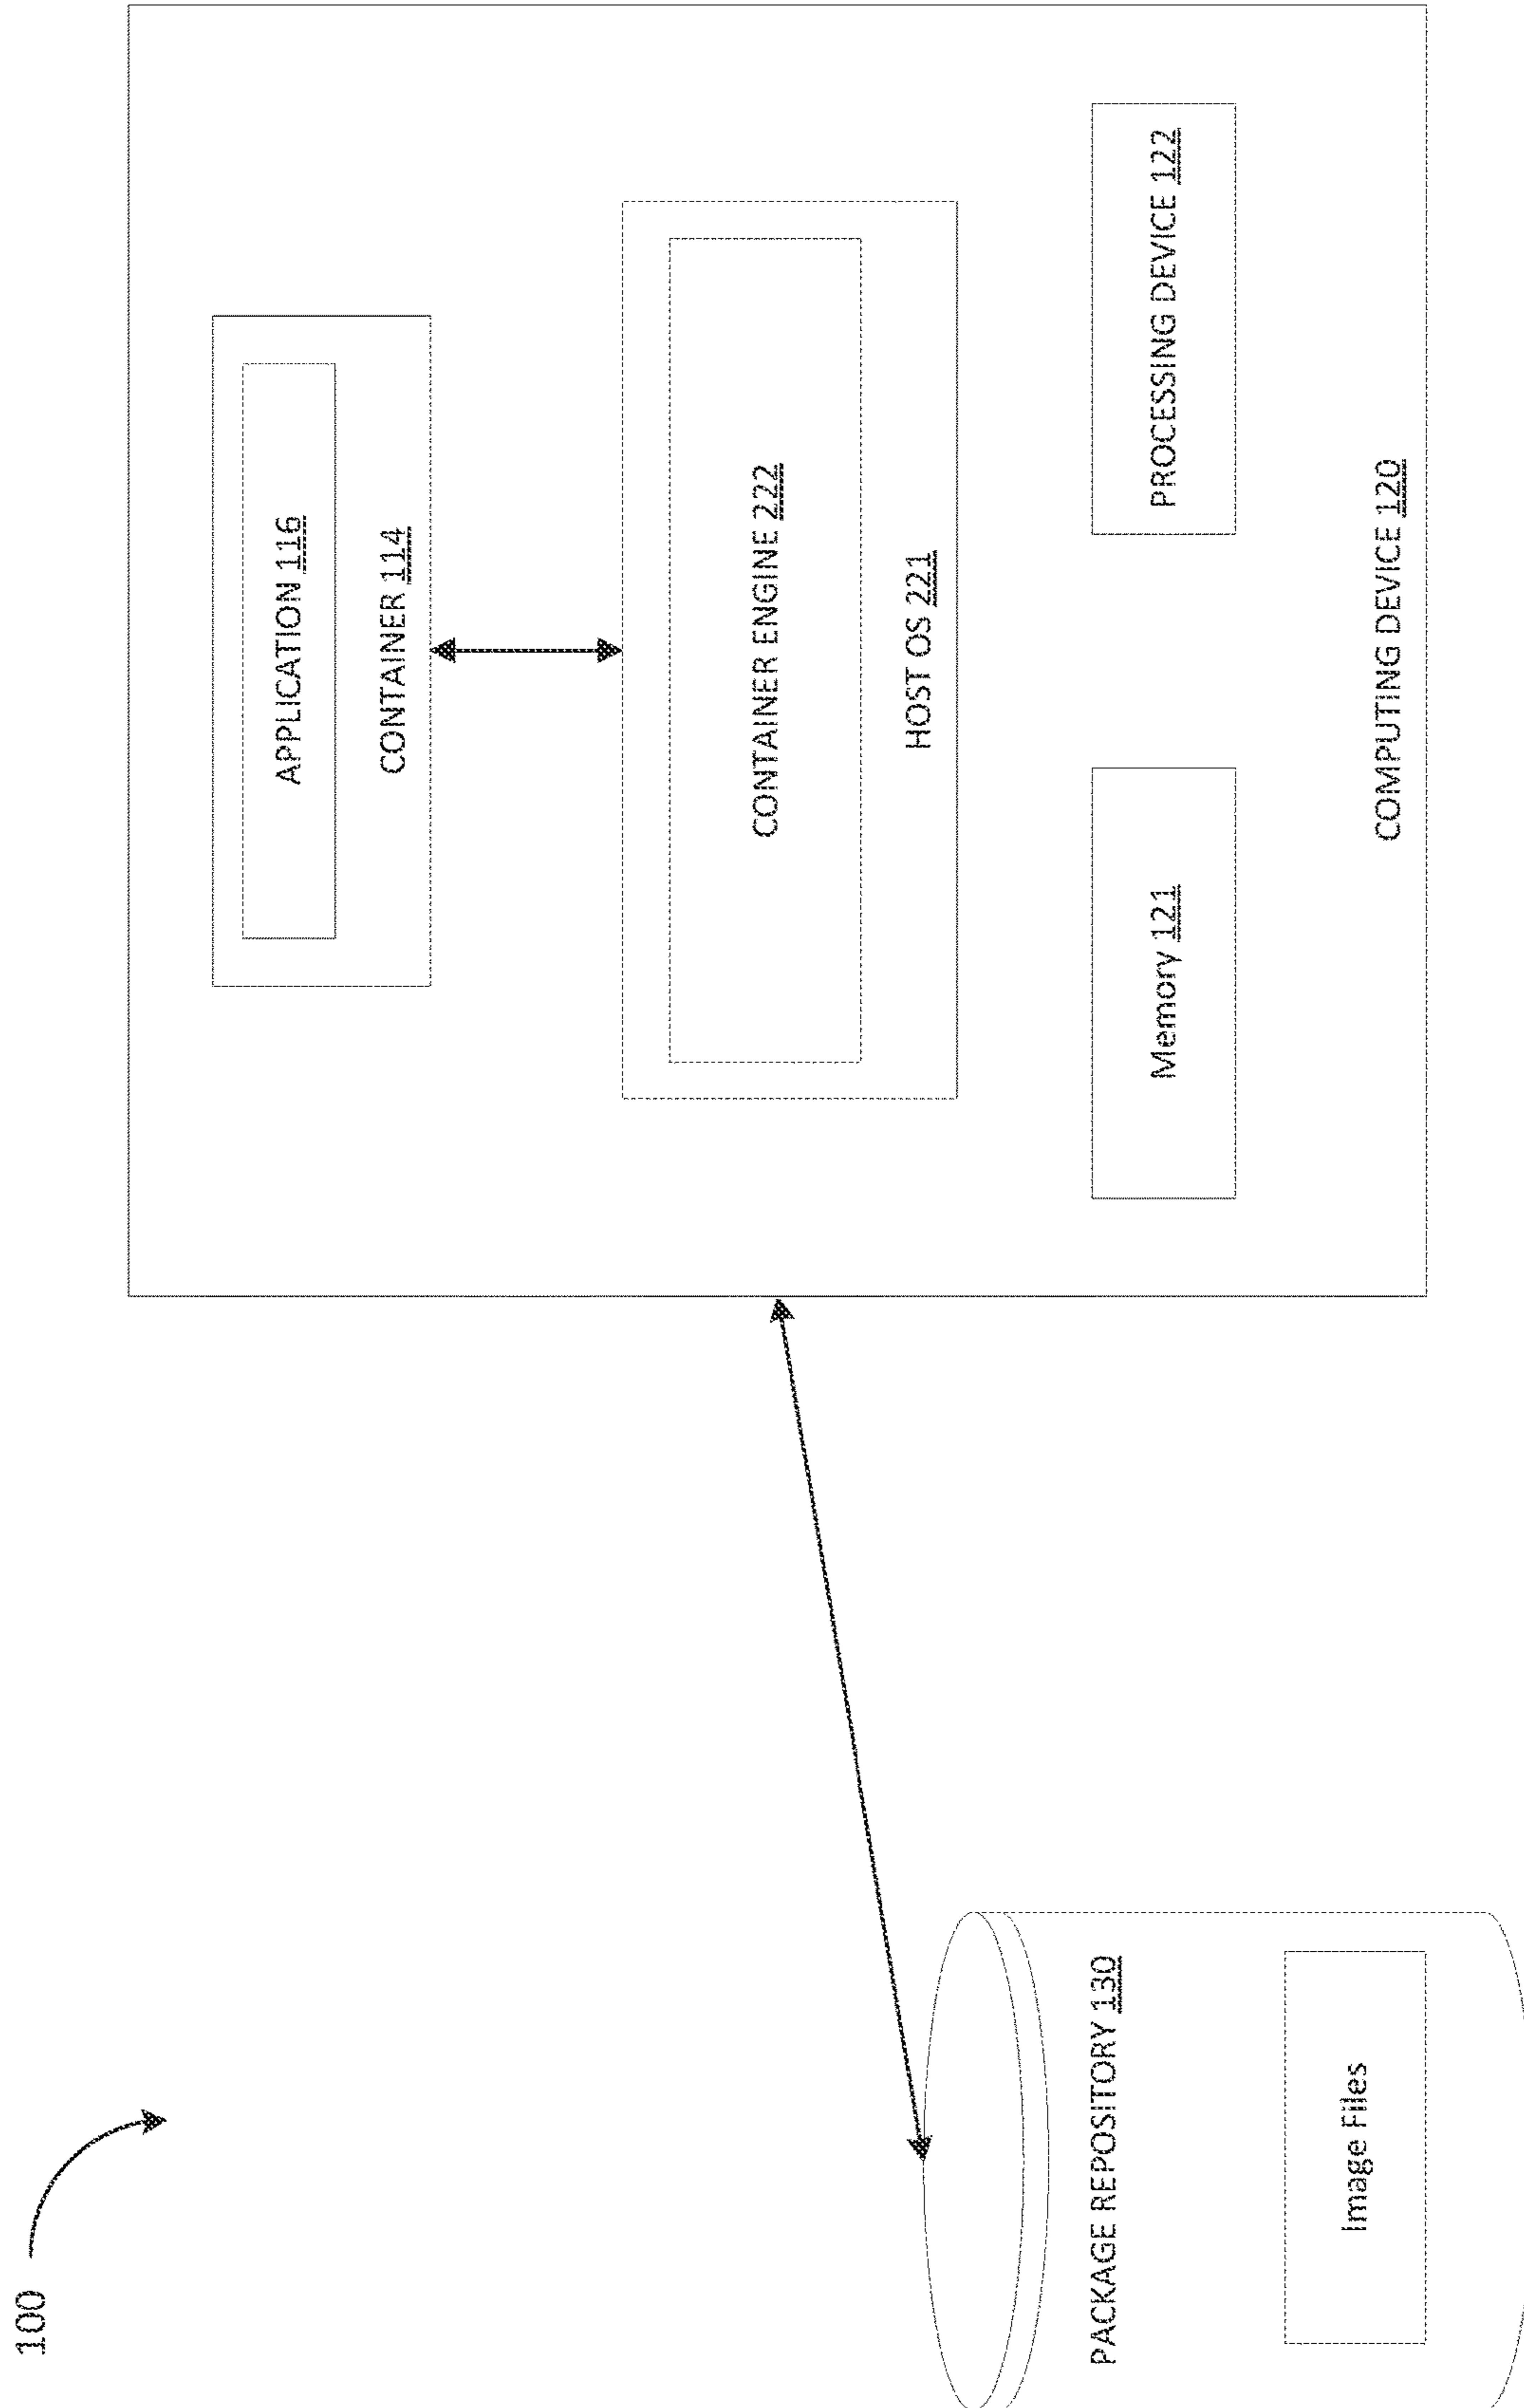 100
APPLICATION 116
CONTAINER 114
CONTAINER ENGINE 222
HOST OS 221
Memory 121
PROCESSING DEVICE 122
COMPUTING DEVICE 120
PACKAGE REPOSITORY 130
Image Files